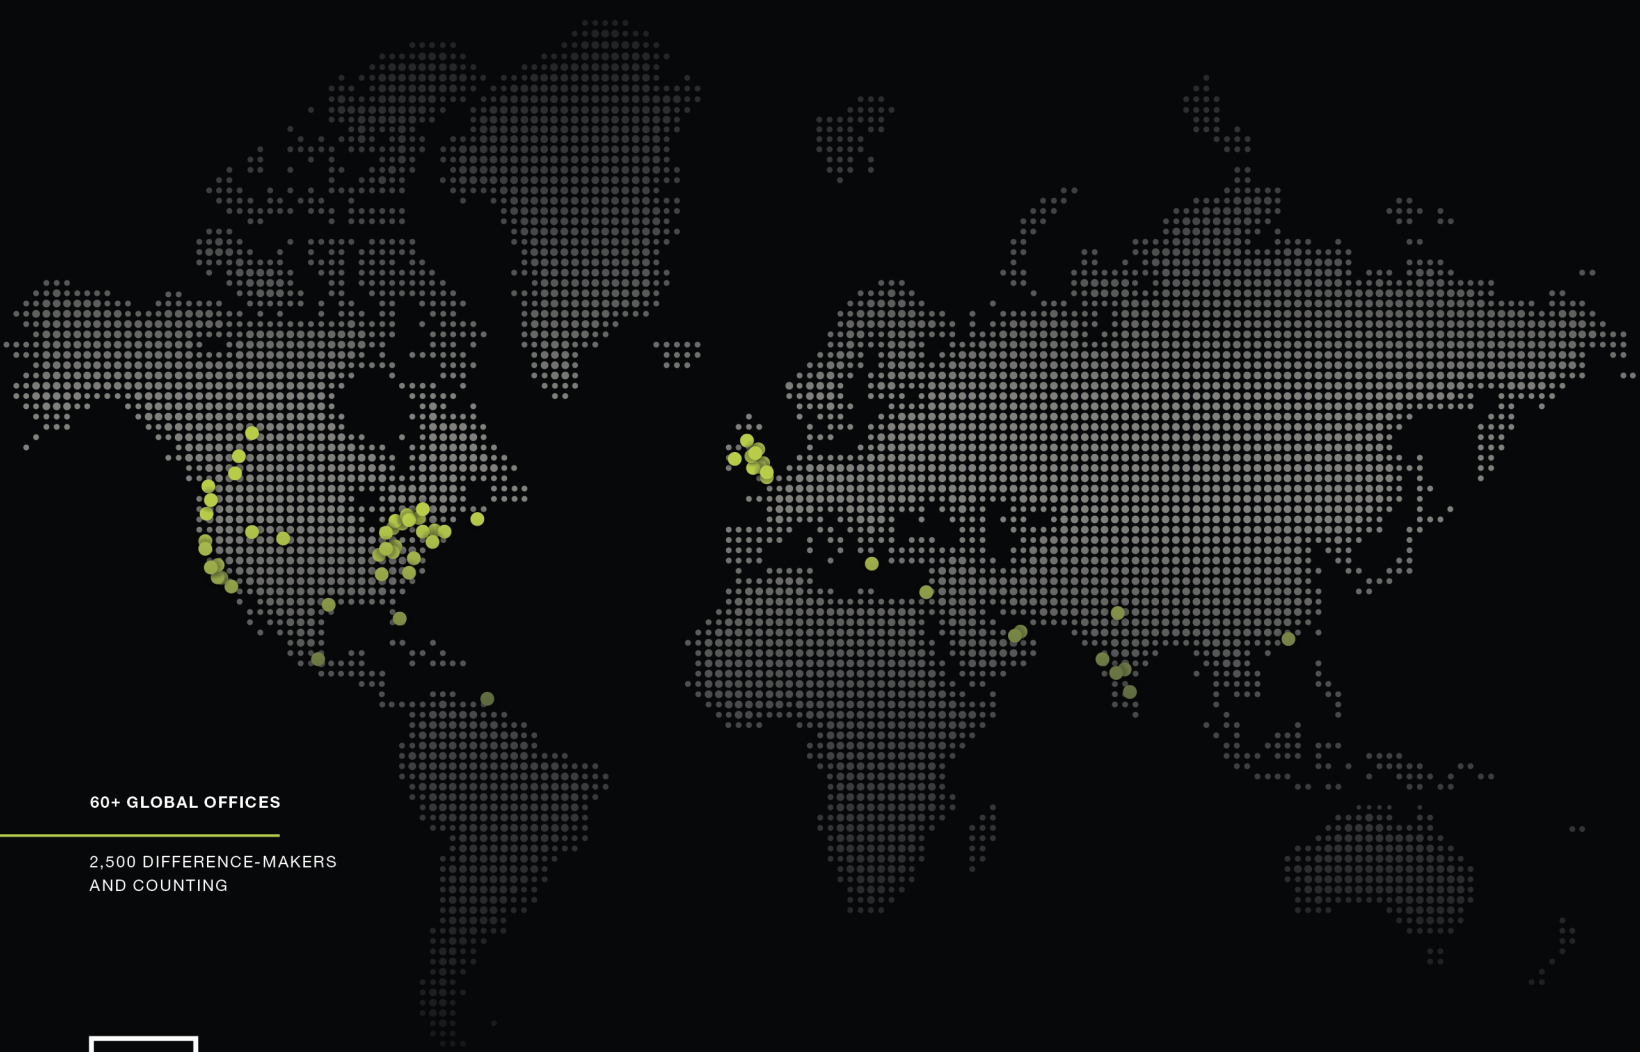 60+ GLOBAL OFFICES
2,500 DIFFERENCE-MAKERS
AND COUNTING